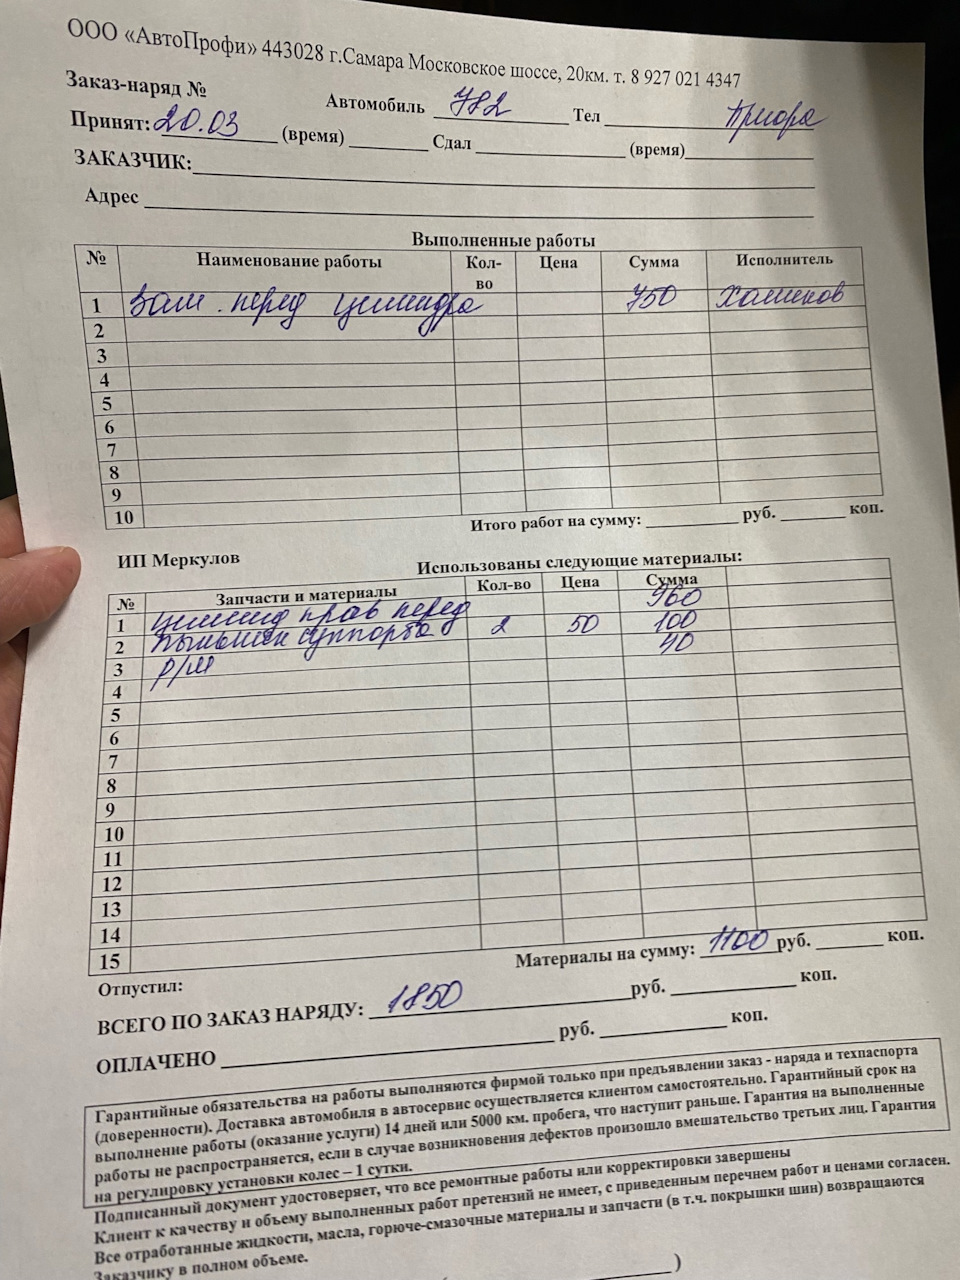 ООО «АвтоПрофи» 443028 г.Самара Московское шоссе, 20км. т. 8 927 021 4347
Заказ-наряд № Автомобиль 782 Тел Приора
Принят: 20.03 (время) Сдал (время)
ЗАКАЗЧИК:
Адрес
Выполненные работы
№ Наименование работы Кол-во Цена Сумма Исполнитель
1 Зам. перед цилиндра 750
2
3
4
5
6
7
8
9
10
Итого работ на сумму: руб. коп.
ИП Меркулов
Использованы следующие материалы:
№ Запчасти и материалы Кол-во Цена Сумма
1 цилинд прав перед 960
2 Пыльник суппорта 2 50 100
3 Р/М 40
4
5
6
7
8
9
10
11
12
13
14
15
Материалы на сумму: 1100 руб. коп.
Отпустил:
ВСЕГО ПО ЗАКАЗ НАРЯДУ: 1850 руб. коп.
ОПЛАЧЕНО руб. коп.
Гарантийные обязательства на работы выполняются фирмой только при предъявлении заказ - наряда и техпаспорта
(доверенности). Доставка автомобиля в автосервис осуществляется клиентом самостоятельно. Гарантийный срок на
выполнение работы (оказание услуги) 14 дней или 5000 км. пробега, что наступит раньше. Гарантия на выполненные
работы не распространяется, если в случае возникновения дефектов произошло вмешательство третьих лиц. Гарантия
на регулировку установки колес – 1 сутки.
Подписанный документ удостоверяет, что все ремонтные работы или корректировки завершены
Клиент к качеству и объему выполненных работ претензий не имеет, с приведенным перечнем работ и ценами согласен.
Все отработанные жидкости, масла, горюче-смазочные материалы и запчасти (в т.ч. покрышки шин) возвращаются
Заказчику в полном объеме.